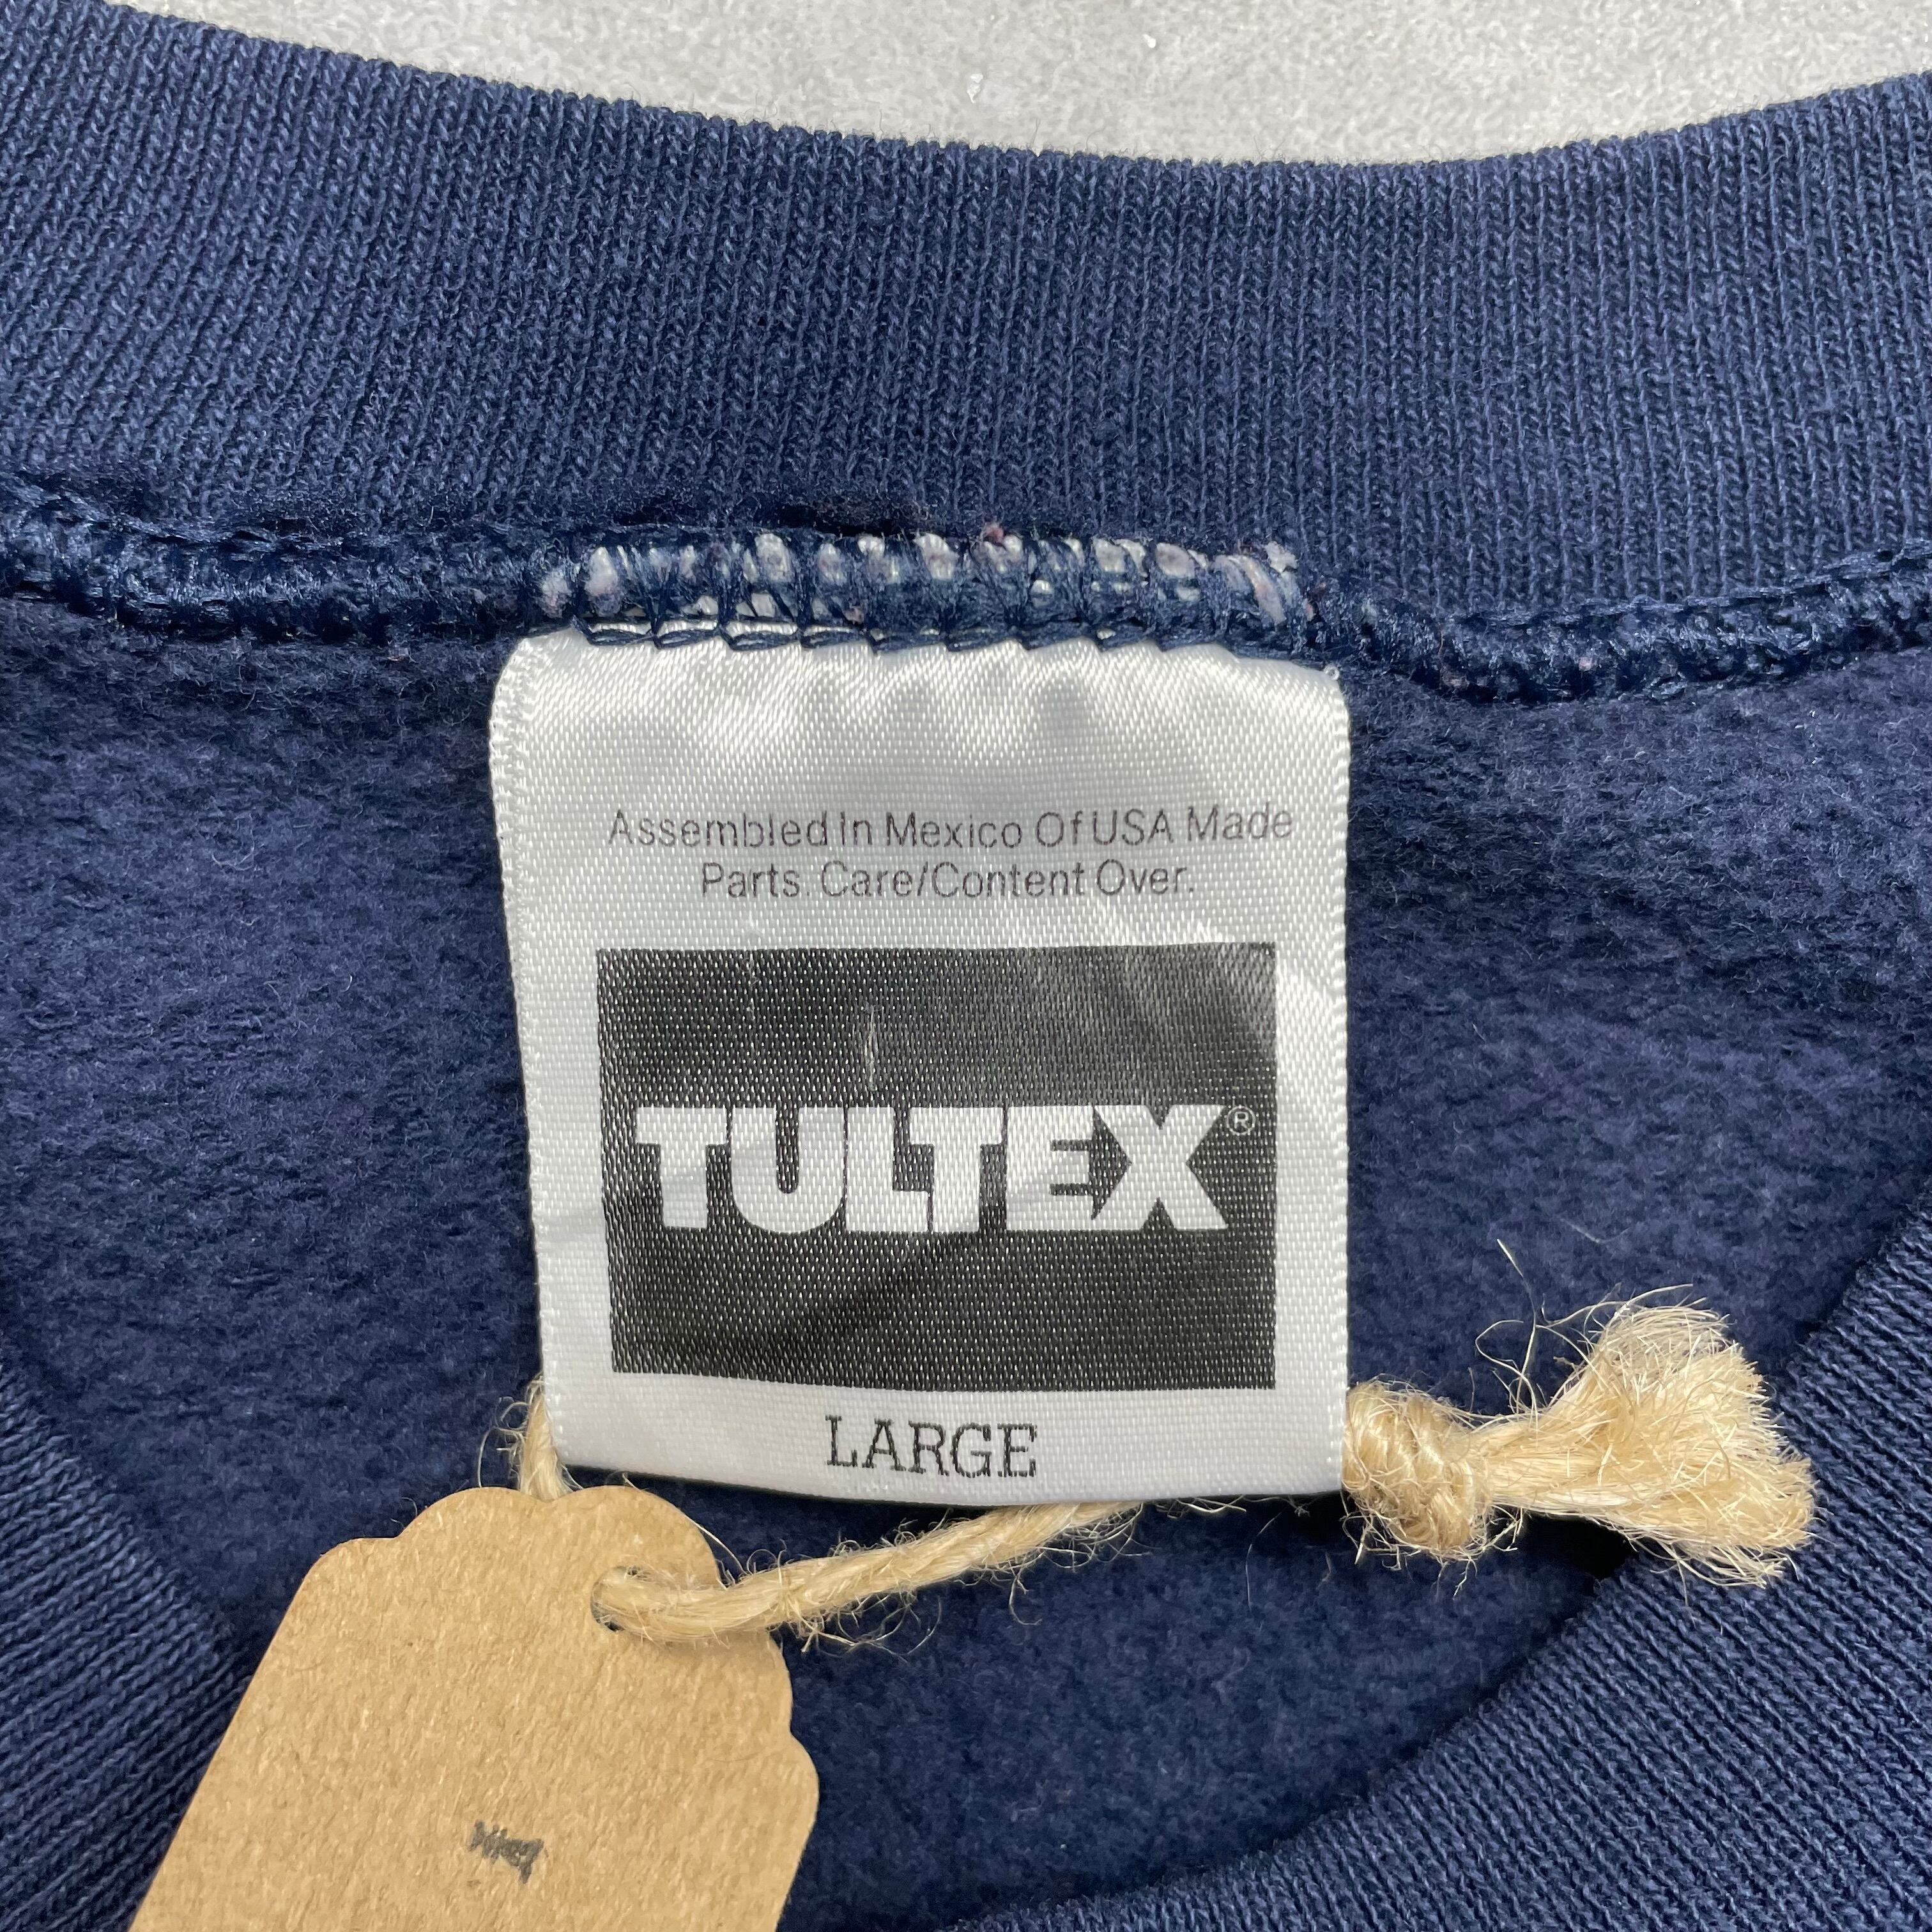 Assembled In Mexico Of USA Made
Parts. Care/Content Over.
TULTEX®
LARGE